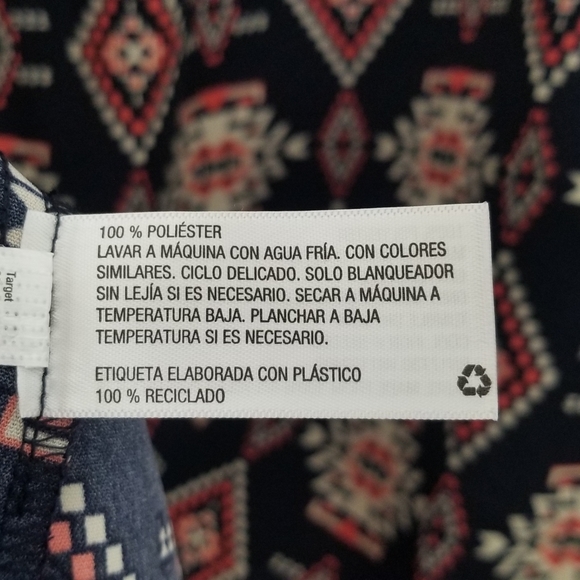 100 % POLIÉSTER
LAVAR A MÁQUINA CON AGUA FRÍA. CON COLORES
SIMILARES. CICLO DELICADO. SOLO BLANQUEADOR
SIN LEJÍA SI ES NECESARIO. SECAR A MÁQUINA A
TEMPERATURA BAJA. PLANCHAR A BAJA
TEMPERATURA SI ES NECESARIO.
ETIQUETA ELABORADA CON PLÁSTICO
100 % RECICLADO
Target